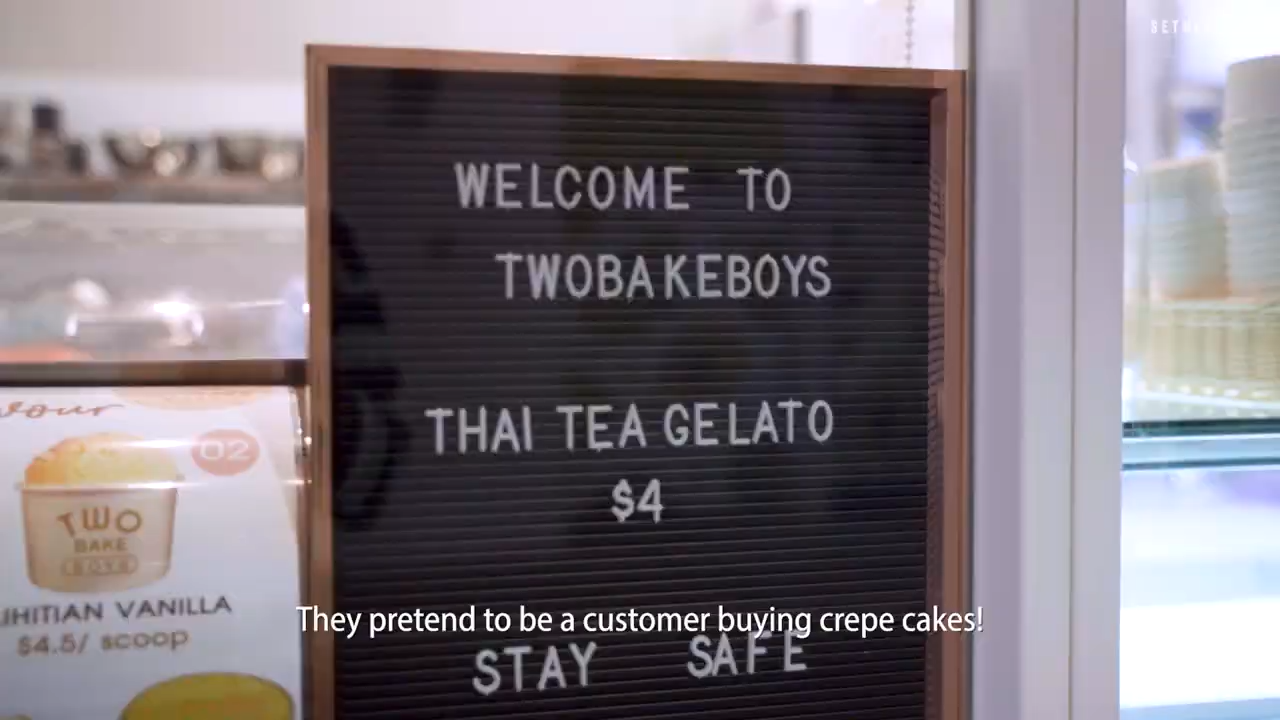 WELCOME TO
TWOBAKEBOYS
THAI TEA GELATO
$4
STAY SAFE
02
TWO
BAKE
BOYS
VANILLA
$4.5/ scoop
They pretend to be a customer buying crepe cakes!